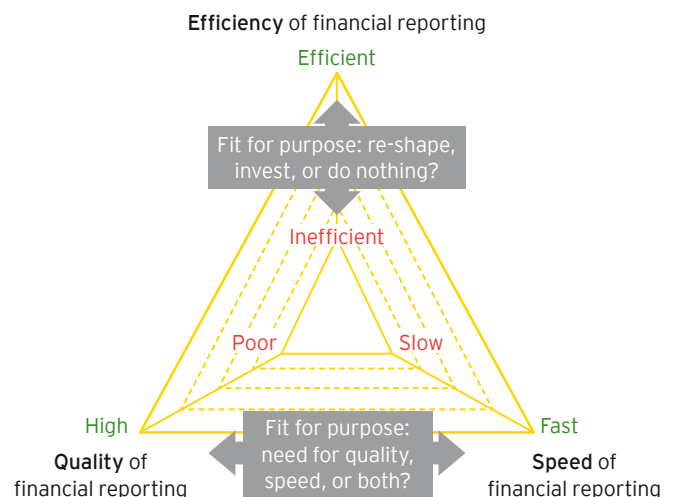 Efficiency of financial reporting
Efficient
Fit for purpose: re-shape,
invest, or do nothing?
Inefficient
Poor
Slow
High
Fast
Fit for purpose:
need for quality,
speed, or both?
Quality of
financial reporting
Speed of
financial reporting